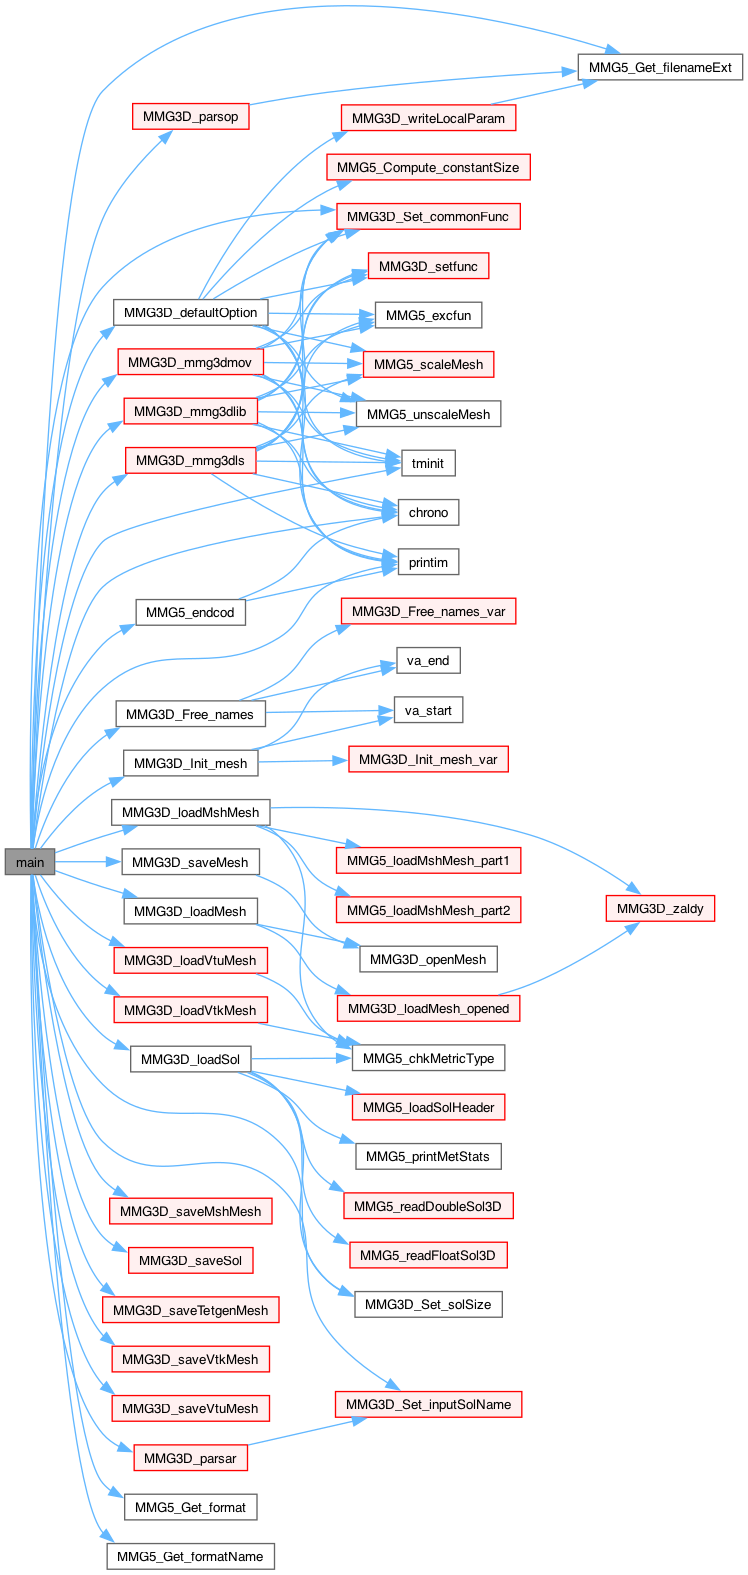 MMG5_Get_filenameExt
MMG3D_parsop
MMG3D_writeLocalParam
MMG5_Compute_constantSize
MMG3D_Set_commonFunc
MMG3D_setfunc
MMG3D_defaultOption
MMG5_excfun
MMG3D_mmg3dmov
MMG5_scaleMesh
MMG3D_mmg3dlib
MMG5_unscaleMesh
MMG3D_mmg3dls
tminit
chrono
printim
MMG5_endcod
MMG3D_Free_names_var
va_end
MMG3D_Free_names
va_start
MMG3D_Init_mesh
MMG3D_Init_mesh_var
MMG3D_loadMshMesh
main
MMG3D_saveMesh
MMG5_loadMshMesh_part1
MMG3D_loadMesh
MMG5_loadMshMesh_part2
MMG3D_zaldy
MMG3D_loadVtuMesh
MMG3D_openMesh
MMG3D_loadVtkMesh
MMG3D_loadMesh_opened
MMG3D_loadSol
MMG5_chkMetricType
MMG5_loadSolHeader
MMG5_printMetStats
MMG3D_saveMshMesh
MMG5_readDoubleSol3D
MMG3D_saveSol
MMG5_readFloatSol3D
MMG3D_saveTetgenMesh
MMG3D_Set_solSize
MMG3D_saveVtkMesh
MMG3D_saveVtuMesh
MMG3D_Set_inputSolName
MMG3D_parsar
MMG5_Get_format
MMG5_Get_formatName